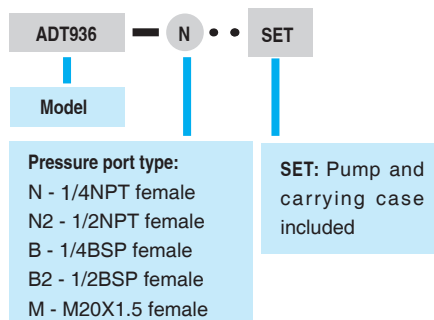 ADT936 N SET
Model
Pressure port type:
N - 1/4NPT female
N2 - 1/2NPT female
B - 1/4BSP female
B2 - 1/2BSP female
M - M20X1.5 female
SET: Pump and
carrying case
included